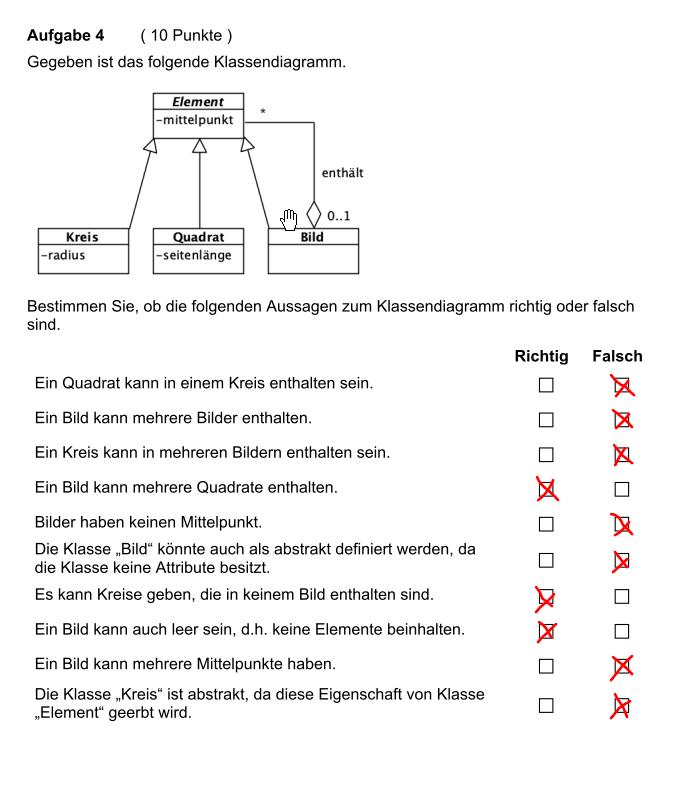 Aufgabe 4 ( 10 Punkte )
Gegeben ist das folgende Klassendiagramm.
Element
-mittelpunkt
*
enthält
0..1
Kreis
-radius
Quadrat
-seitenlänge
Bild
Bestimmen Sie, ob die folgenden Aussagen zum Klassendiagramm richtig oder falsch
sind.
Richtig Falsch
Ein Quadrat kann in einem Kreis enthalten sein.
Ein Bild kann mehrere Bilder enthalten.
Ein Kreis kann in mehreren Bildern enthalten sein.
Ein Bild kann mehrere Quadrate enthalten.
Bilder haben keinen Mittelpunkt.
Die Klasse „Bild“ könnte auch als abstrakt definiert werden, da
die Klasse keine Attribute besitzt.
Es kann Kreise geben, die in keinem Bild enthalten sind.
Ein Bild kann auch leer sein, d.h. keine Elemente beinhalten.
Ein Bild kann mehrere Mittelpunkte haben.
Die Klasse „Kreis“ ist abstrakt, da diese Eigenschaft von Klasse
„Element“ geerbt wird.